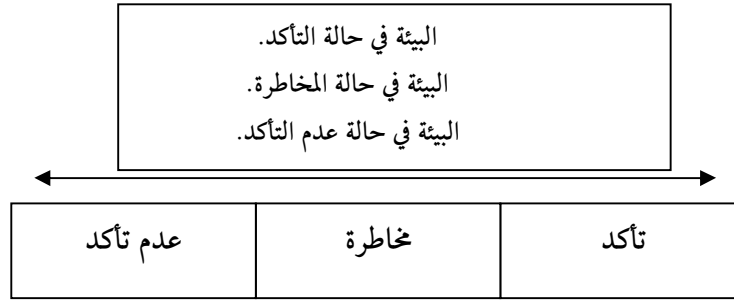 البيئة في حالة التأكد.
البيئة في حالة المخاطرة.
البيئة في حالة عدم التأكد.
تأكد
مخاطرة
عدم تأكد